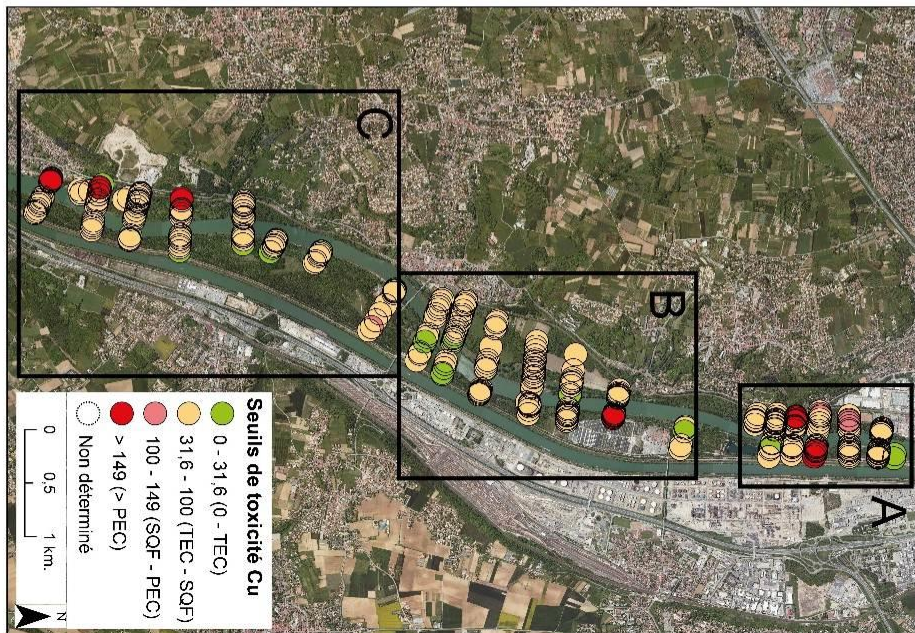 A
B
C
Seuils de toxicité Cu
0 - 31,6 (0 - TEC)
31,6 - 100 (TEC - SQF)
100 - 149 (SQF - PEC)
> 149 (> PEC)
Non déterminé
0 0,5 1 km.
N